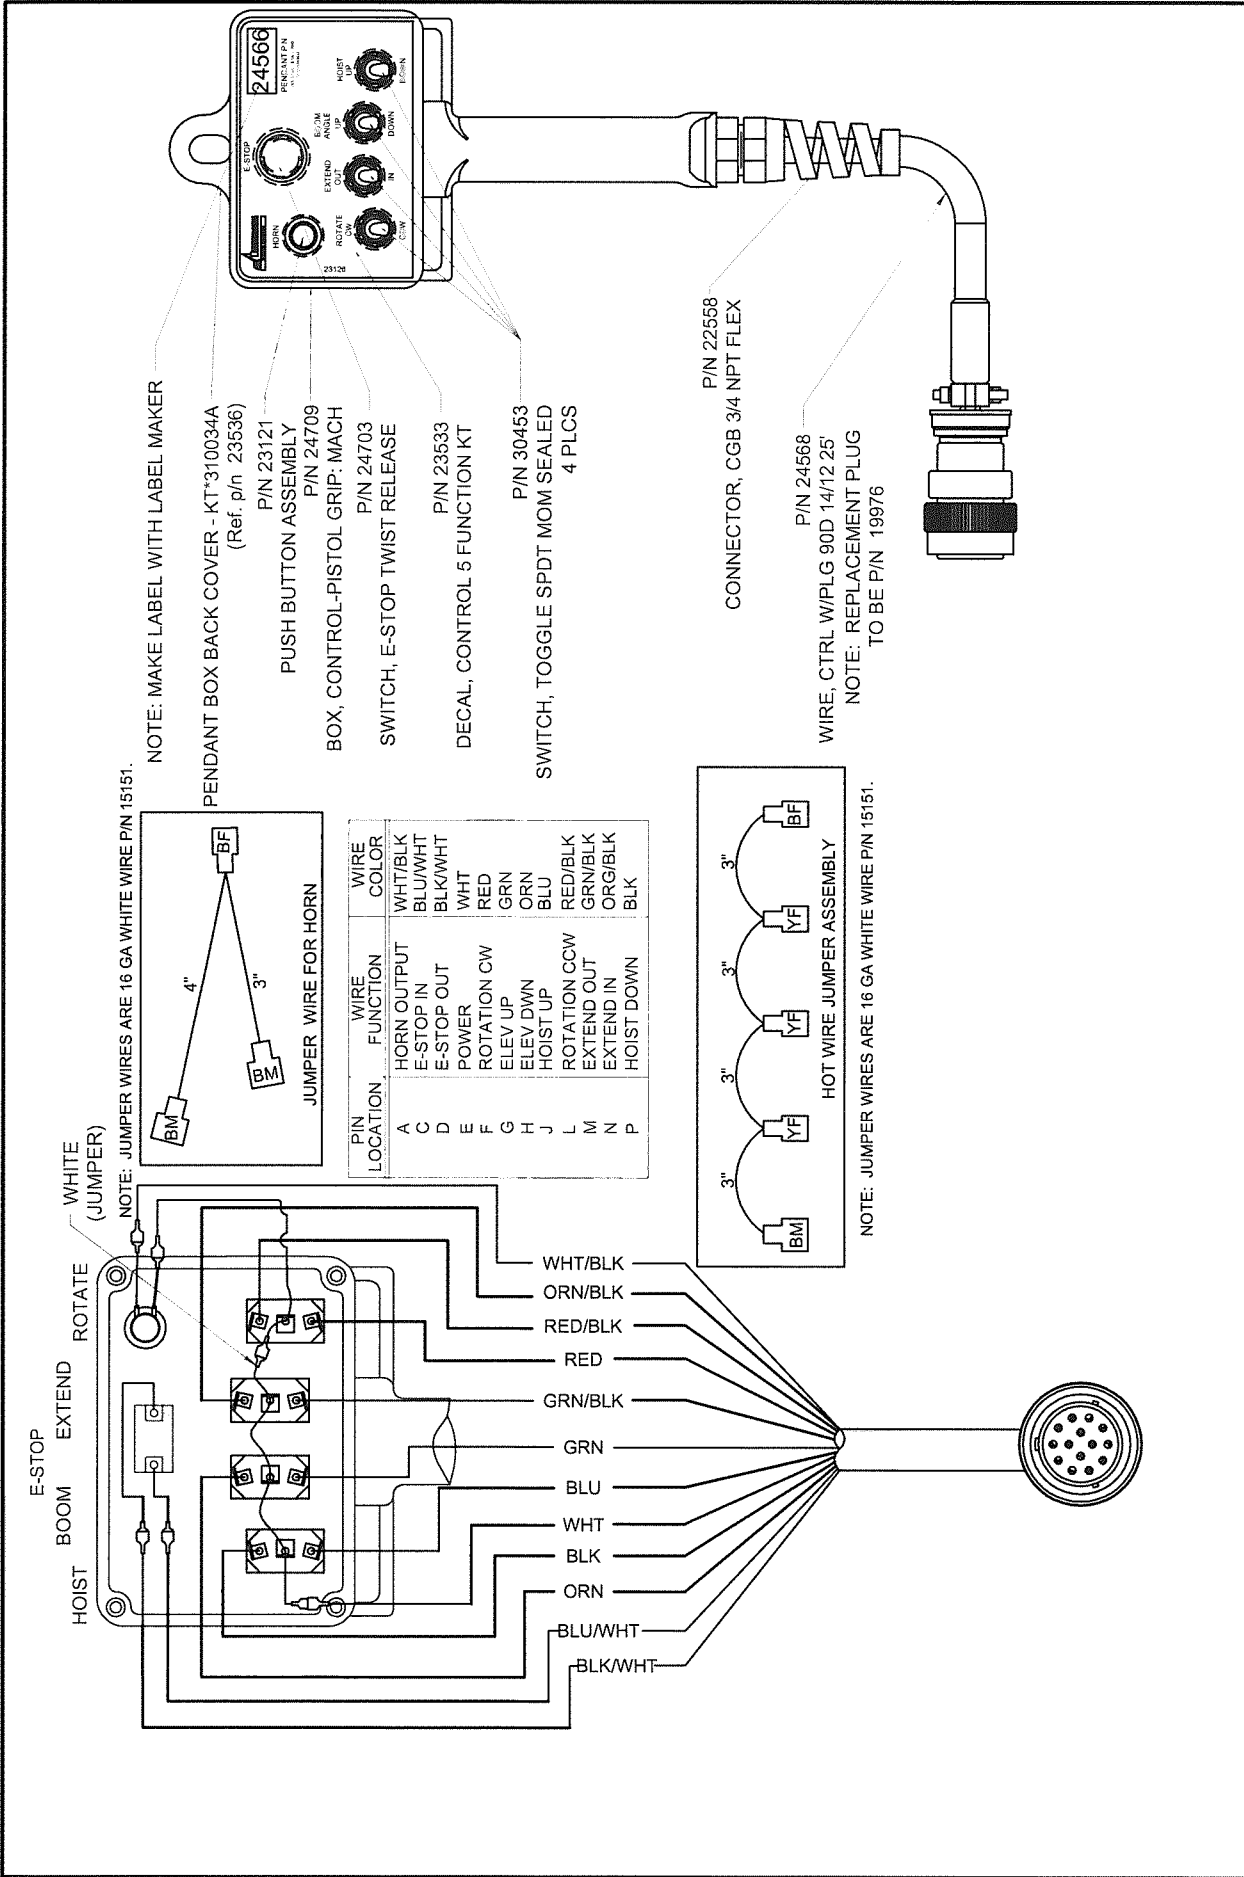 NOTE: MAKE LABEL WITH LABEL MAKER
PENDANT BOX BACK COVER - KT*310034A
(Ref. p/n 23536)
P/N 23121
PUSH BUTTON ASSEMBLY
P/N 24709
BOX, CONTROL-PISTOL GRIP: MACH
P/N 24703
SWITCH, E-STOP TWIST RELEASE
P/N 23533
DECAL, CONTROL 5 FUNCTION KT
P/N 30453
SWITCH, TOGGLE SPDT MOM SEALED
4 PLCS
P/N 22558
CONNECTOR, CGB 3/4 NPT FLEX
P/N 24568
WIRE, CTRL W/PLG 90D 14/12 25'
NOTE: REPLACEMENT PLUG
TO BE P/N 19976
24566
PENDANT P/N
E-STOP
HORN
ROTATE
CW
CCW
EXTEND
OUT
IN
BOOM
ANGLE
UP
DOWN
HOIST
UP
DOWN
23126
NOTE: JUMPER WIRES ARE 16 GA WHITE WIRE P/N 15151.
BM
4"
BF
3"
BM
JUMPER WIRE FOR HORN
PIN LOCATION WIRE FUNCTION WIRE COLOR
A HORN OUTPUT WHT/BLK
C E-STOP IN BLU/WHT
D E-STOP OUT BLK/WHT
E POWER WHT
F ROTATION CW RED
G ELEV UP GRN
H ELEV DWN ORN
J HOIST UP BLU
L ROTATION CCW RED/BLK
M EXTEND OUT GRN/BLK
N EXTEND IN ORG/BLK
P HOIST DOWN BLK
3" 3" 3" 3"
BM YF YF YF BF
HOT WIRE JUMPER ASSEMBLY
NOTE: JUMPER WIRES ARE 16 GA WHITE WIRE P/N 15151.
E-STOP
HOIST BOOM EXTEND ROTATE
WHITE
(JUMPER)
WHT/BLK
ORN/BLK
RED/BLK
RED
GRN/BLK
GRN
BLU
WHT
BLK
ORN
BLU/WHT
BLK/WHT